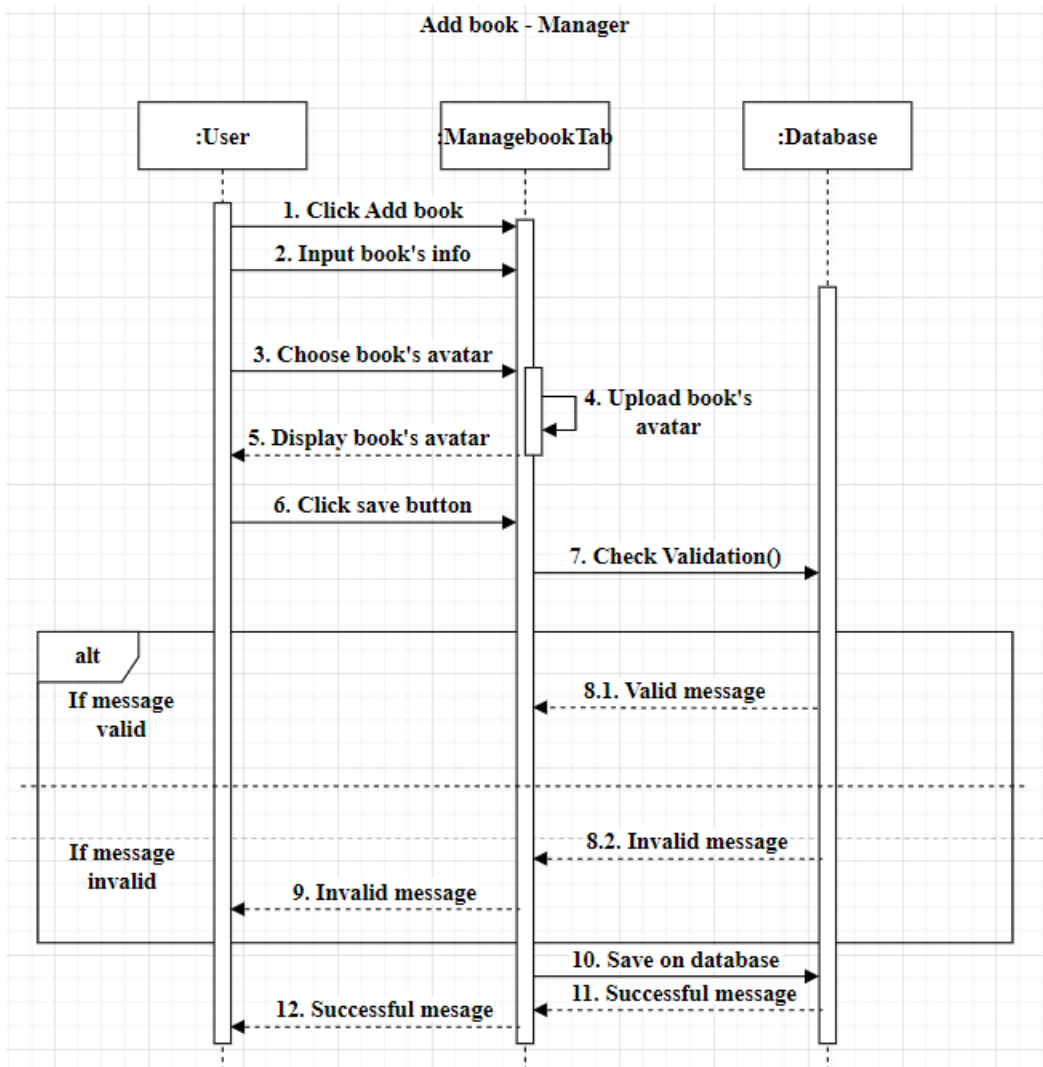 Add book - Manager
:User
:ManagebookTab
:Database
1. Click Add book
2. Input book's info
3. Choose book's avatar
4. Upload book's
avatar
5. Display book's avatar
6. Click save button
7. Check Validation()
alt
If message
valid
8.1. Valid message
8.2. Invalid message
If message
invalid
9. Invalid message
10. Save on database
11. Successful message
12. Successful mesage